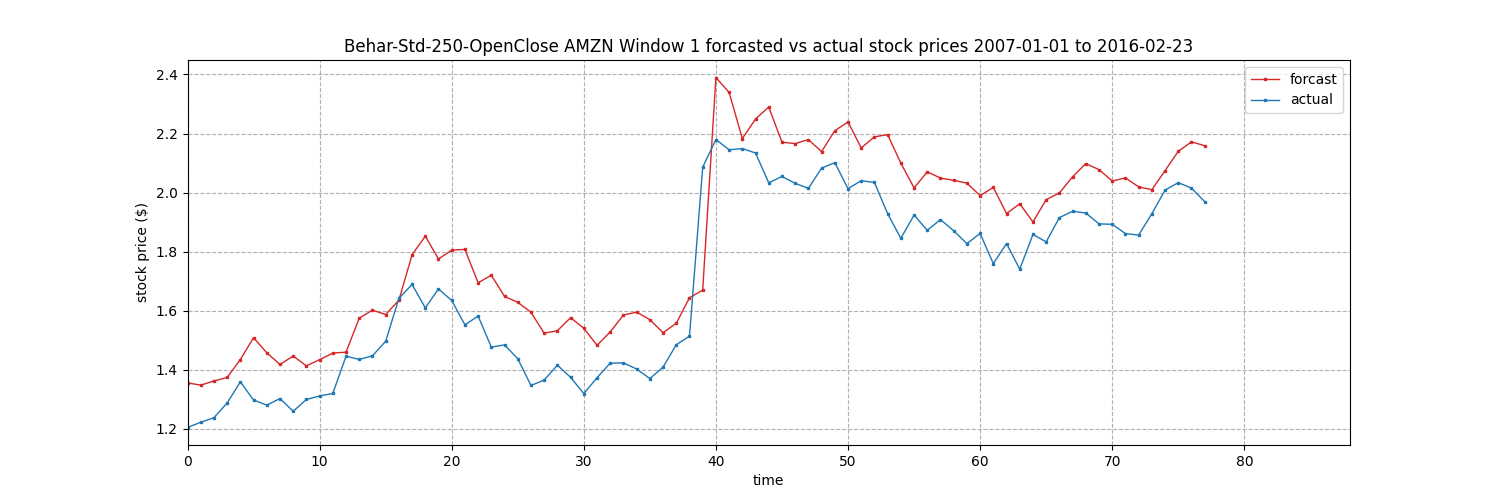 Behar-Std-250-OpenClose AMZN Window 1 forcasted vs actual stock prices 2007-01-01 to 2016-02-23
forcast
actual
2.4
2.2
2.0
1.8
1.6
1.4
1.2
stock price ($)
0 10 20 30 40 50 60 70 80
time